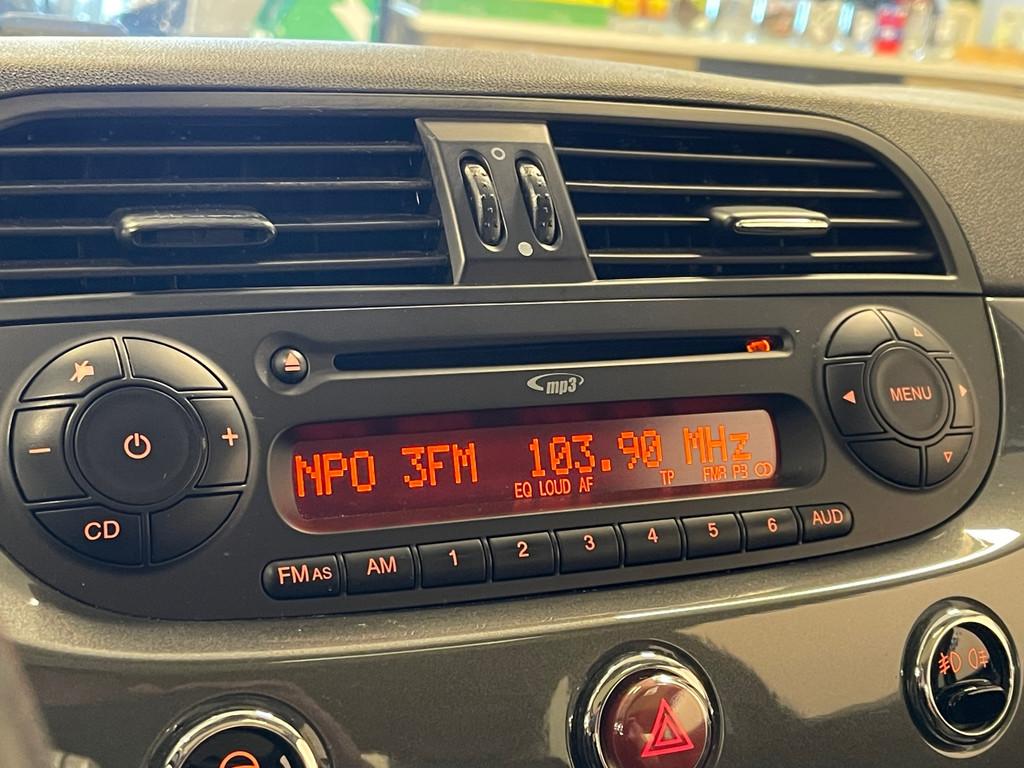 mp3
MENU
NPO 3FM 103.90 MHz
EQ LOUD AF TP FMA P3
CD
FM AS AM 1 2 3 4 5 6 AUD